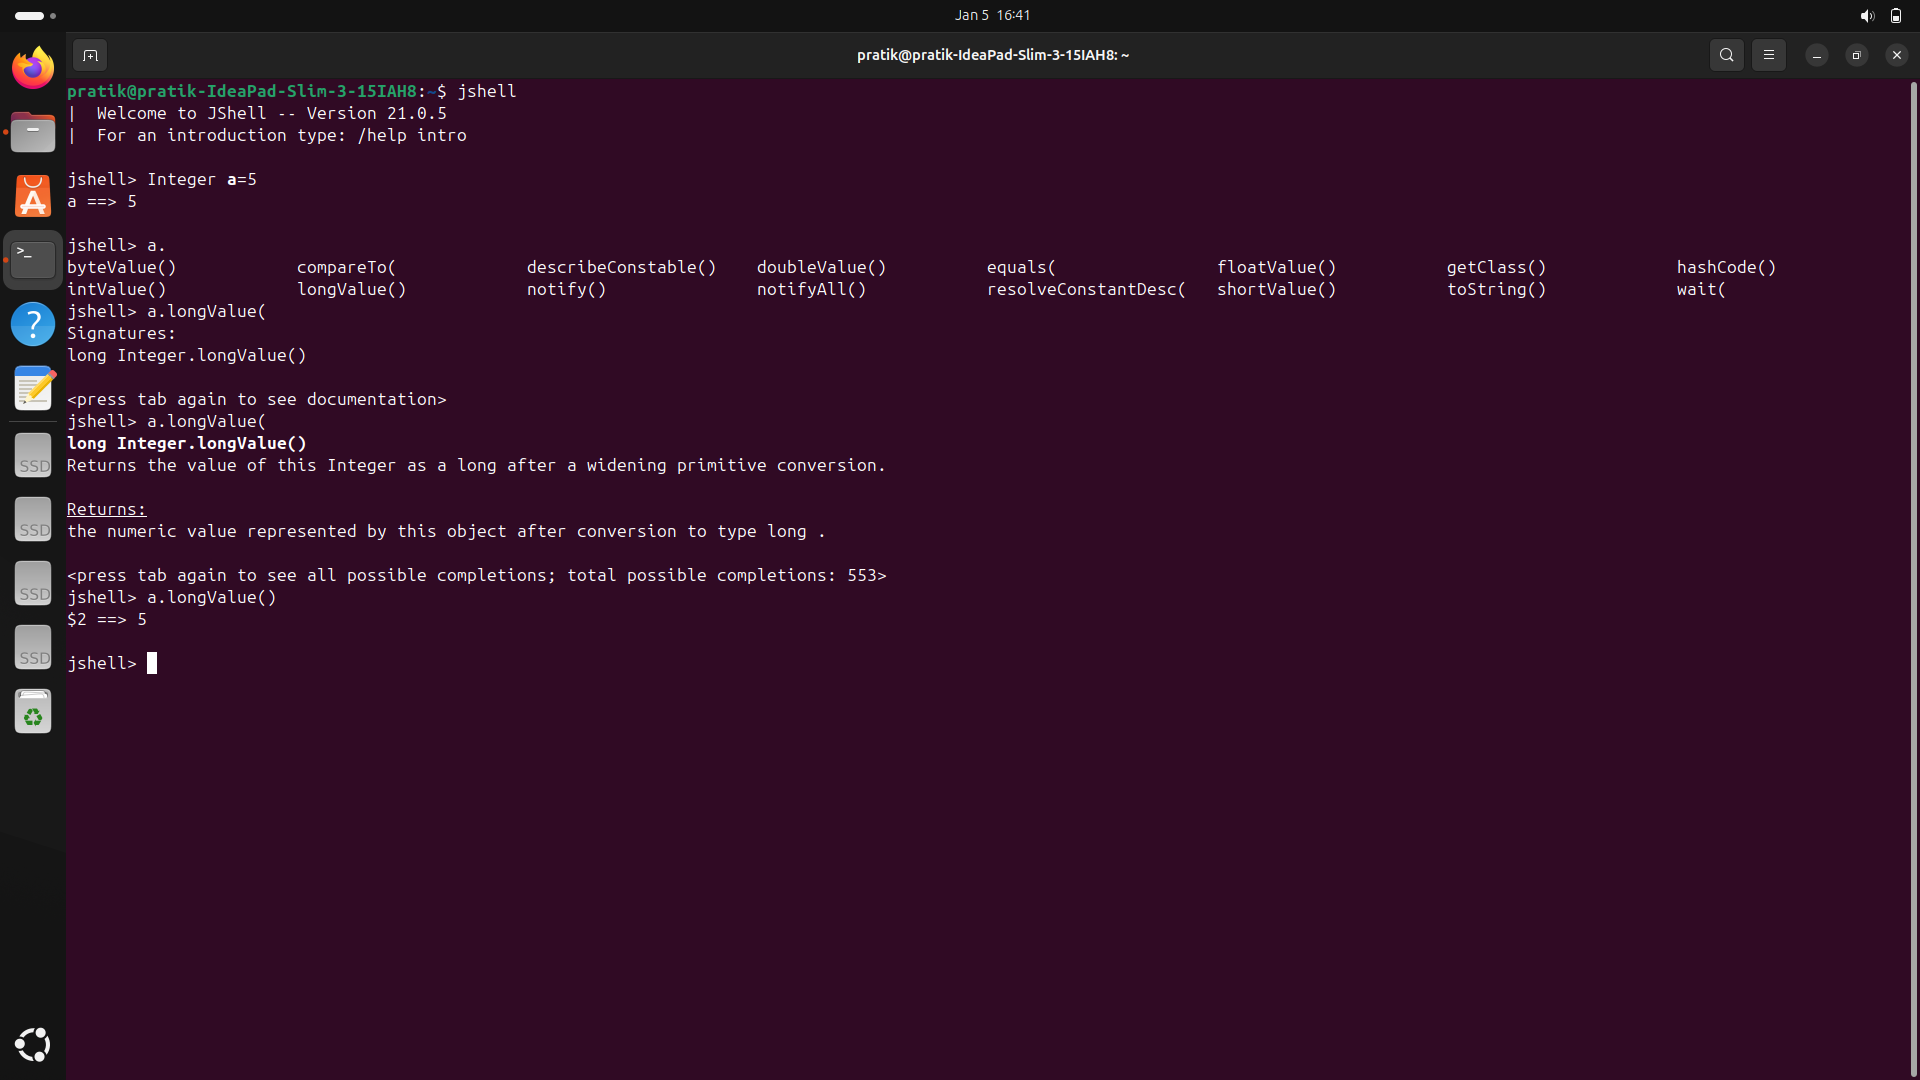 Jan 5 16:41
pratik@pratik-IdeaPad-Slim-3-15IAH8: ~
pratik@pratik-IdeaPad-Slim-3-15IAH8:~$ jshell
| Welcome to JShell -- Version 21.0.5
| For an introduction type: /help intro
jshell> Integer a=5
a ==> 5
jshell> a.
byteValue() compareTo( describeConstable() doubleValue() equals( floatValue() getClass() hashCode()
intValue() longValue() notify() notifyAll() resolveConstantDesc( shortValue() toString() wait(
jshell> a.longValue(
Signatures:
long Integer.longValue()
<press tab again to see documentation>
jshell> a.longValue(
long Integer.longValue()
Returns the value of this Integer as a long after a widening primitive conversion.
Returns:
the numeric value represented by this object after conversion to type long .
<press tab again to see all possible completions; total possible completions: 553>
jshell> a.longValue()
$2 ==> 5
jshell>
SSD
SSD
SSD
SSD